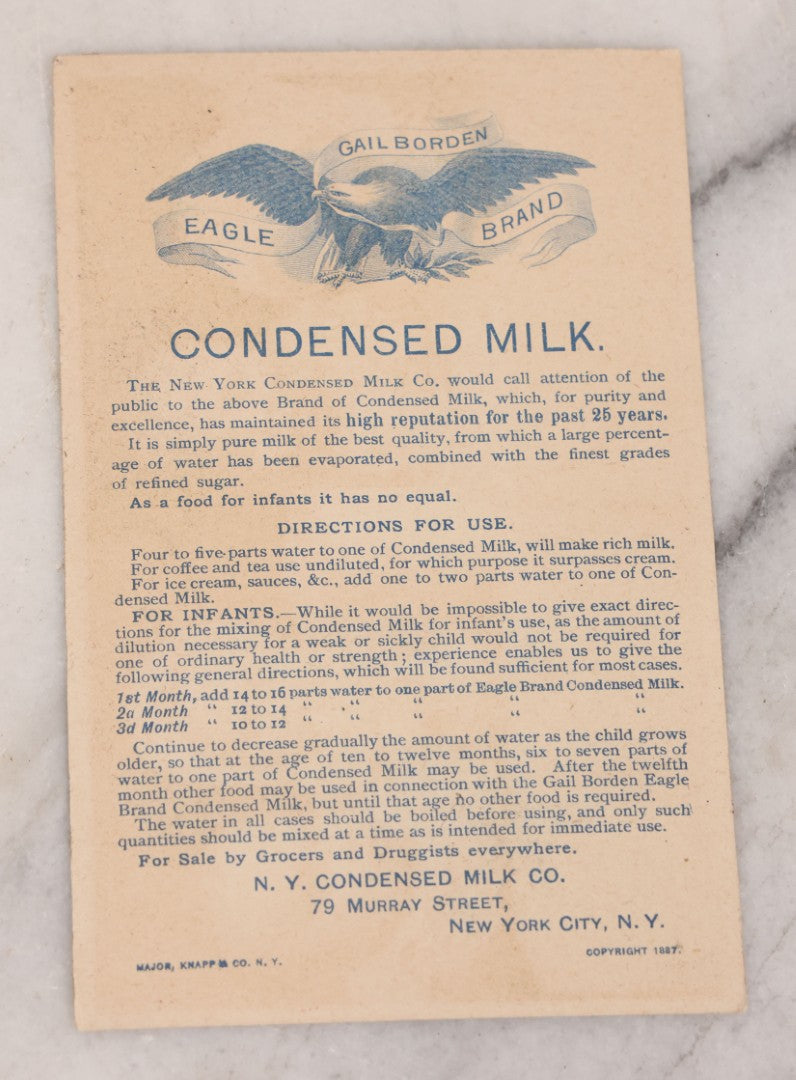 GAIL BORDEN
EAGLE BRAND
CONDENSED MILK.
THE NEW YORK CONDENSED MILK CO. would call attention of the
public to the above Brand of Condensed Milk, which, for purity and
excellence, has maintained its high reputation for the past 25 years.
It is simply pure milk of the best quality, from which a large percent-
age of water has been evaporated, combined with the finest grades
of refined sugar.
As a food for infants it has no equal.
DIRECTIONS FOR USE.
Four to five parts water to one of Condensed Milk, will make rich milk.
For coffee and tea use undiluted, for which purpose it surpasses cream.
For ice cream, sauces, &c., add one to two parts water to one of Con-
densed Milk.
FOR INFANTS.—While it would be impossible to give exact direc-
tions for the mixing of Condensed Milk for infant's use, as the amount of
dilution necessary for a weak or sickly child would not be required for
one of ordinary health or strength; experience enables us to give the
following general directions, which will be found sufficient for most cases.
1st Month, add 14 to 16 parts water to one part of Eagle Brand Condensed Milk.
2d Month " 12 to 14 " " " " "
3d Month " 10 to 12 " " " " "
Continue to decrease gradually the amount of water as the child grows
older, so that at the age of ten to twelve months, six to seven parts of
water to one part of Condensed Milk may be used. After the twelfth
month other food may be used in connection with the Gail Borden Eagle
Brand Condensed Milk, but until that age no other food is required.
The water in all cases should be boiled before using, and only such
quantities should be mixed at a time as is intended for immediate use.
For Sale by Grocers and Druggists everywhere.
N. Y. CONDENSED MILK CO.
79 MURRAY STREET,
NEW YORK CITY, N. Y.
MAJOR, KNAPP & CO. N. Y.
COPYRIGHT 1887.